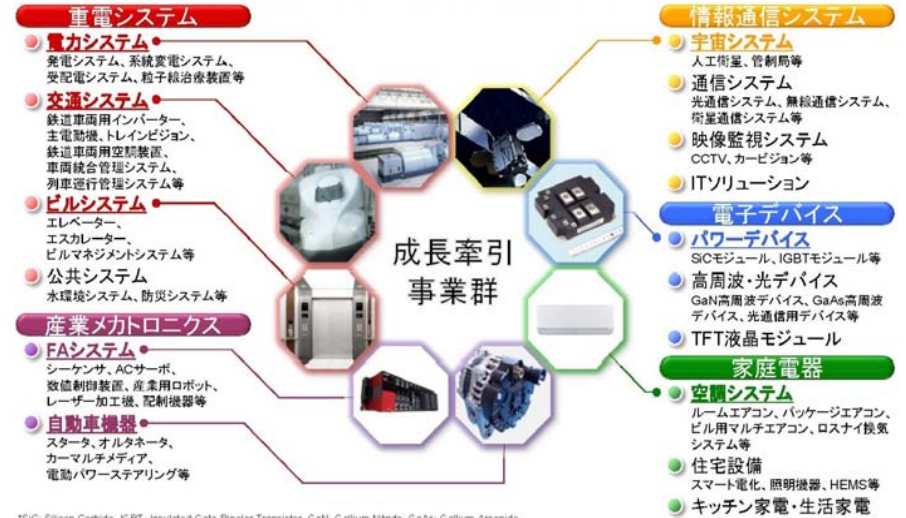 重電システム
電力システム
発電システム、系統変電システム、
受配電システム、粒子線治療装置等
交通システム
鉄道車両用インバーター、
主電動機、トレインビジョン、
鉄道車両用空調装置、
車両統合管理システム、
列車運行管理システム等
ビルシステム
エレベーター、
エスカレーター、
ビルマネジメントシステム等
公共システム
水環境システム、防災システム等
産業メカトロニクス
FAシステム
シーケンサ、ACサーボ、
数値制御装置、産業用ロボット、
レーザー加工機、配制機器等
自動車機器
スタータ、オルタネータ、
カーマルチメディア、
電動パワーステアリング等
成長牽引
事業群
情報通信システム
宇宙システム
人工衛星、管制局等
通信システム
光通信システム、無線通信システム、
衛星通信システム等
映像監視システム
CCTV、カービジョン等
ITソリューション
電子デバイス
パワーデバイス
SiCモジュール、IGBTモジュール等
高周波・光デバイス
GaN高周波デバイス、GaAs高周波
デバイス、光通信用デバイス等
TFT液晶モジュール
家庭電器
空調システム
ルームエアコン、パッケージエアコン、
ビル用マルチエアコン、ロスナイ換気
システム等
住宅設備
スマート電化、照明機器、HEMS等
キッチン家電・生活家電
*SiC: Silicon Carbide, IGBT: Insulated Gate Bipolar Transistor, GaN: Gallium Nitride, GaAs: Gallium Arsenide